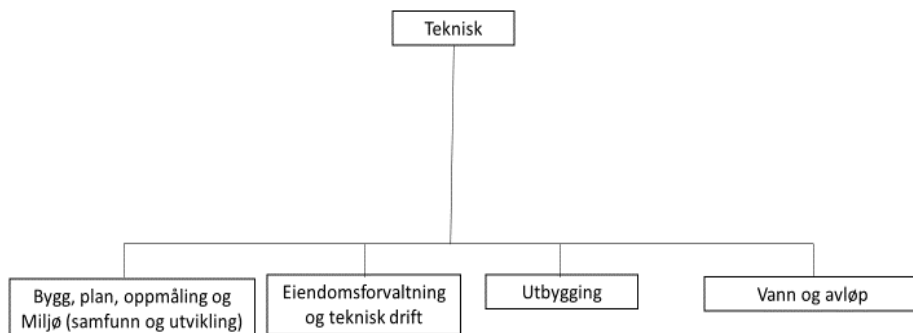 Teknisk
Bygg, plan, oppmåling og
Miljø (samfunn og utvikling)
Eiendomsforvaltning
og teknisk drift
Utbygging
Vann og avløp